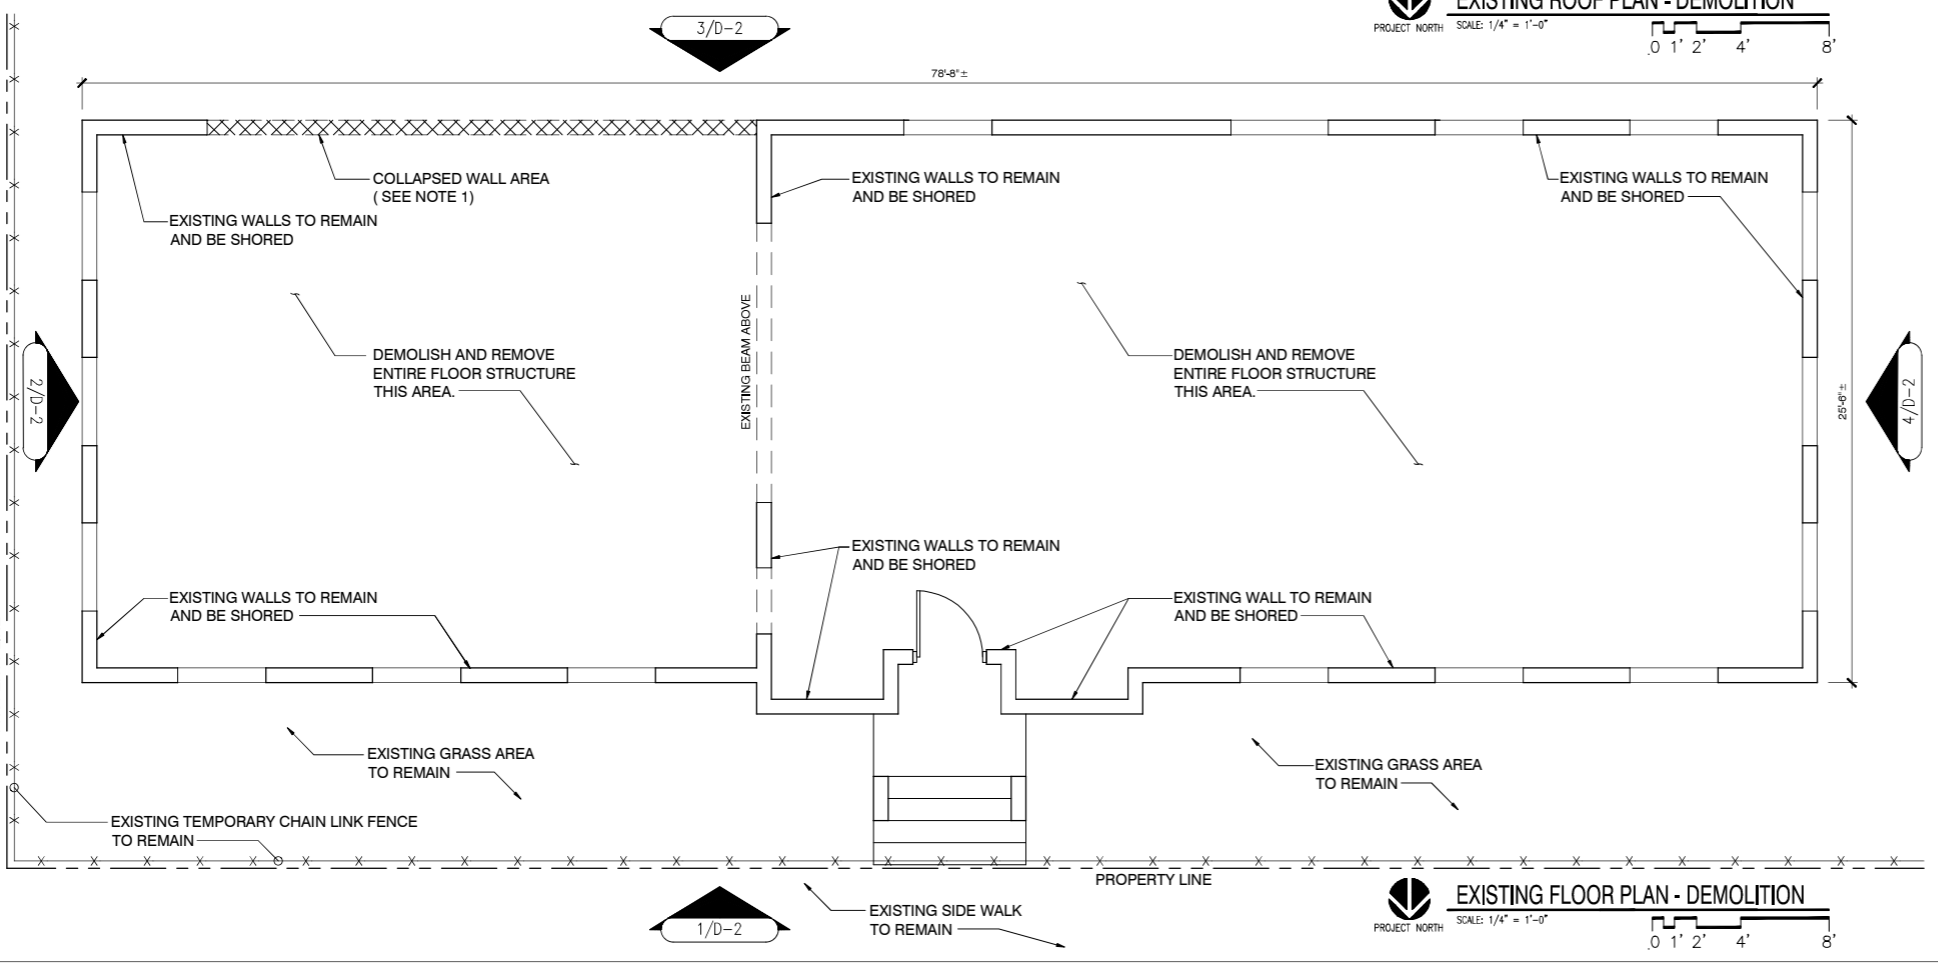 EXISTING ROOF PLAN - DEMOLITION
PROJECT NORTH
SCALE: 1/4" = 1'-0"
0 1' 2' 4' 8'
3/D-2
78'-8"±
COLLAPSED WALL AREA
( SEE NOTE 1)
EXISTING WALLS TO REMAIN
AND BE SHORED
EXISTING WALLS TO REMAIN
AND BE SHORED
EXISTING WALLS TO REMAIN
AND BE SHORED
EXISTING BEAM ABOVE
DEMOLISH AND REMOVE
ENTIRE FLOOR STRUCTURE
THIS AREA.
DEMOLISH AND REMOVE
ENTIRE FLOOR STRUCTURE
THIS AREA.
2/D-2
25'-6"±
4/D-2
EXISTING WALLS TO REMAIN
AND BE SHORED
EXISTING WALLS TO REMAIN
AND BE SHORED
EXISTING WALL TO REMAIN
AND BE SHORED
EXISTING GRASS AREA
TO REMAIN
EXISTING GRASS AREA
TO REMAIN
EXISTING TEMPORARY CHAIN LINK FENCE
TO REMAIN
PROPERTY LINE
1/D-2
EXISTING SIDE WALK
TO REMAIN
EXISTING FLOOR PLAN - DEMOLITION
PROJECT NORTH
SCALE: 1/4" = 1'-0"
0 1' 2' 4' 8'